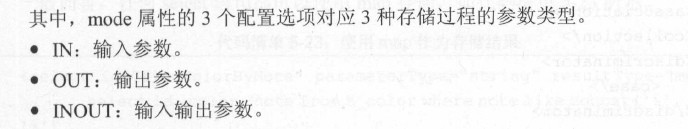 其中，mode 属性的 3 个配置选项对应 3 种存储过程的参数类型。
● IN：输入参数。
● OUT：输出参数。
● INOUT：输入输出参数。